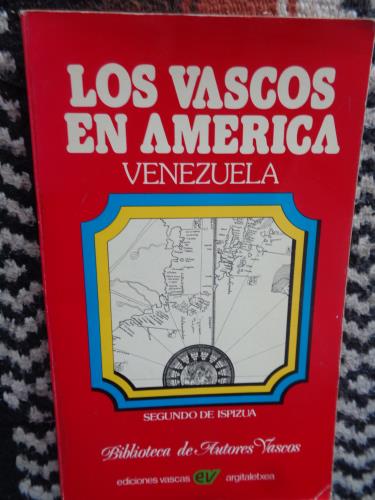 LOS VASCOS
EN AMERICA
VENEZUELA
SEGUNDO DE ISPIZUA
Biblioteca de Autores Vascos
ediciones vascas ev argitaletxea